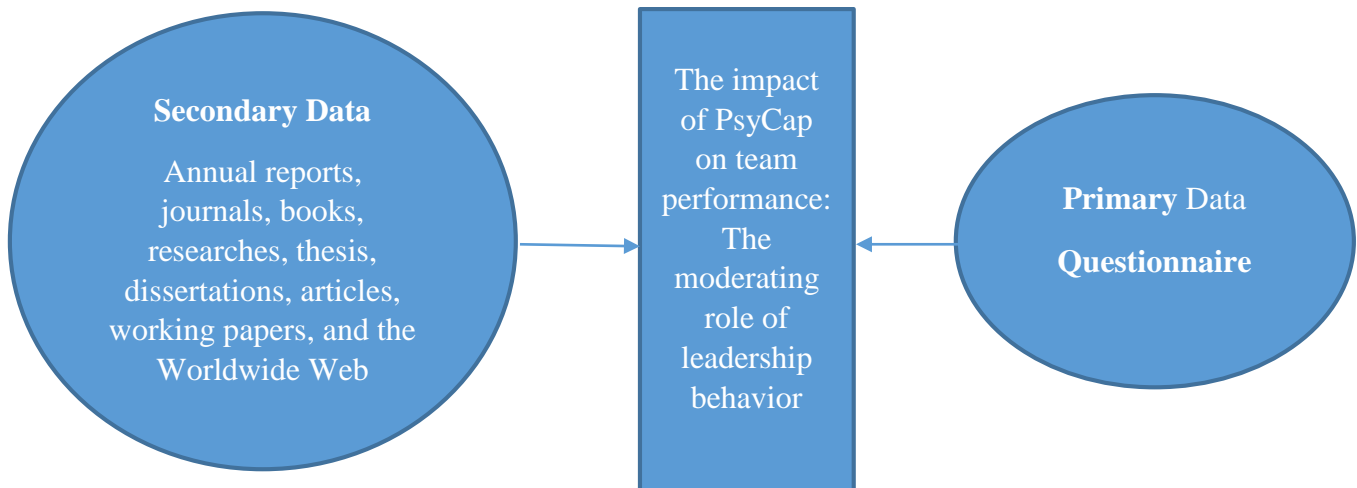 Secondary Data
Annual reports,
journals, books,
researches, thesis,
dissertations, articles,
working papers, and the
Worldwide Web
The impact
of PsyCap
on team
performance:
The
moderating
role of
leadership
behavior
Primary Data
Questionnaire